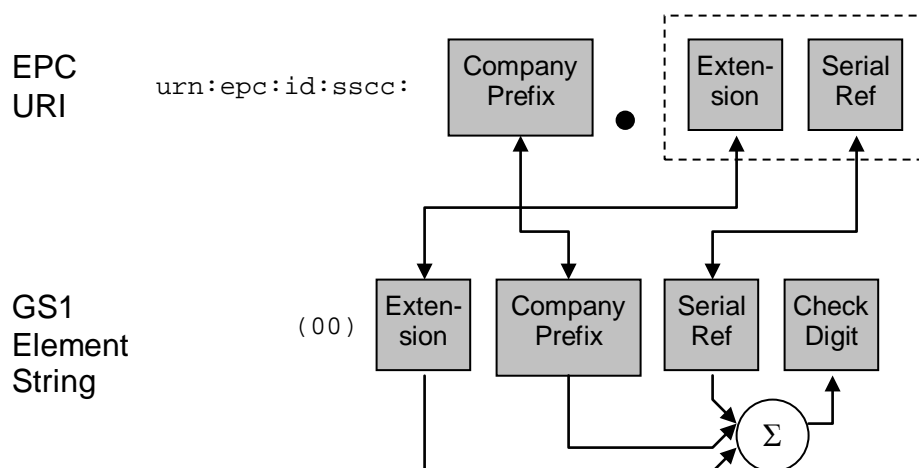 EPC
URI
urn:epc:id:sscc:
Company
Prefix
Exten-
sion
Serial
Ref
GS1
Element
String
(00)
Exten-
sion
Company
Prefix
Serial
Ref
Check
Digit
Σ